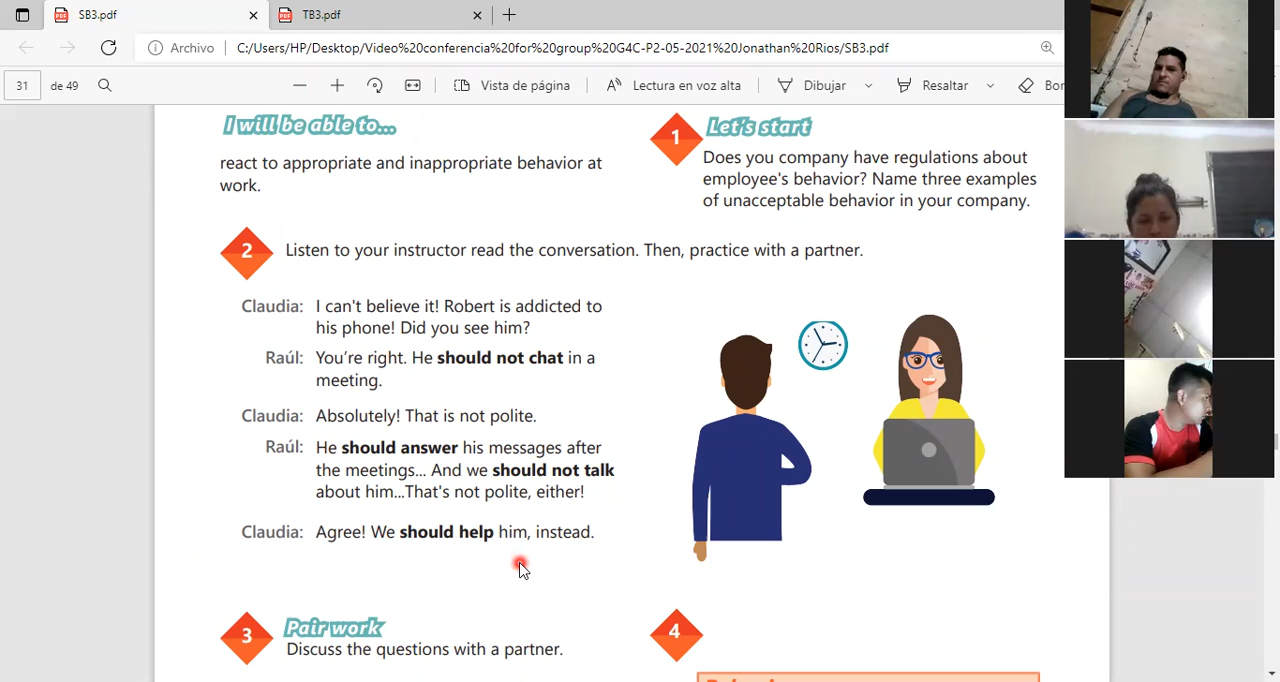 SB3.pdf
TB3.pdf
Archivo
C:/Users/HP/Desktop/Video%20conferencia%20for%20group%20G4C-P2-05-2021%20Jonathan%20Rios/SB3.pdf
31
de 49
Vista de página
Lectura en voz alta
Dibujar
Resaltar
Bor
I will be able to...
react to appropriate and inappropriate behavior at
work.
1
Let's start
Does you company have regulations about
employee's behavior? Name three examples
of unacceptable behavior in your company.
2
Listen to your instructor read the conversation. Then, practice with a partner.
Claudia: I can't believe it! Robert is addicted to
his phone! Did you see him?
Raúl: You're right. He should not chat in a
meeting.
Claudia: Absolutely! That is not polite.
Raúl: He should answer his messages after
the meetings... And we should not talk
about him...That's not polite, either!
Claudia: Agree! We should help him, instead.
3
Pair work
Discuss the questions with a partner.
4